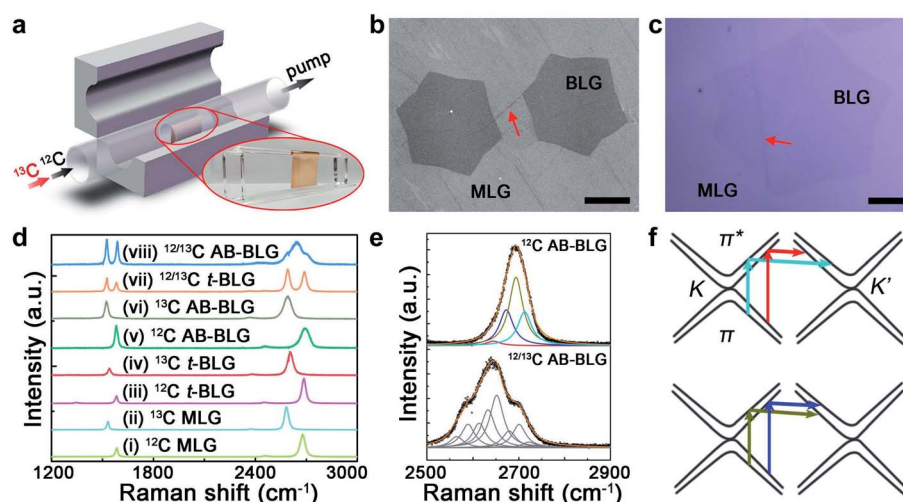 a
pump
¹³C ¹²C
b
BLG
MLG
c
BLG
MLG
d
Intensity (a.u.)
(viii) ¹²/¹³C AB-BLG
(vii) ¹²/¹³C t-BLG
(vi) ¹³C AB-BLG
(v) ¹²C AB-BLG
(iv) ¹³C t-BLG
(iii) ¹²C t-BLG
(ii) ¹³C MLG
(i) ¹²C MLG
1200 1800 2400 3000
Raman shift (cm⁻¹)
e
Intensity (a.u.)
¹²C AB-BLG
¹²/¹³C AB-BLG
2500 2700 2900
Raman shift (cm⁻¹)
f
π*
K K'
π